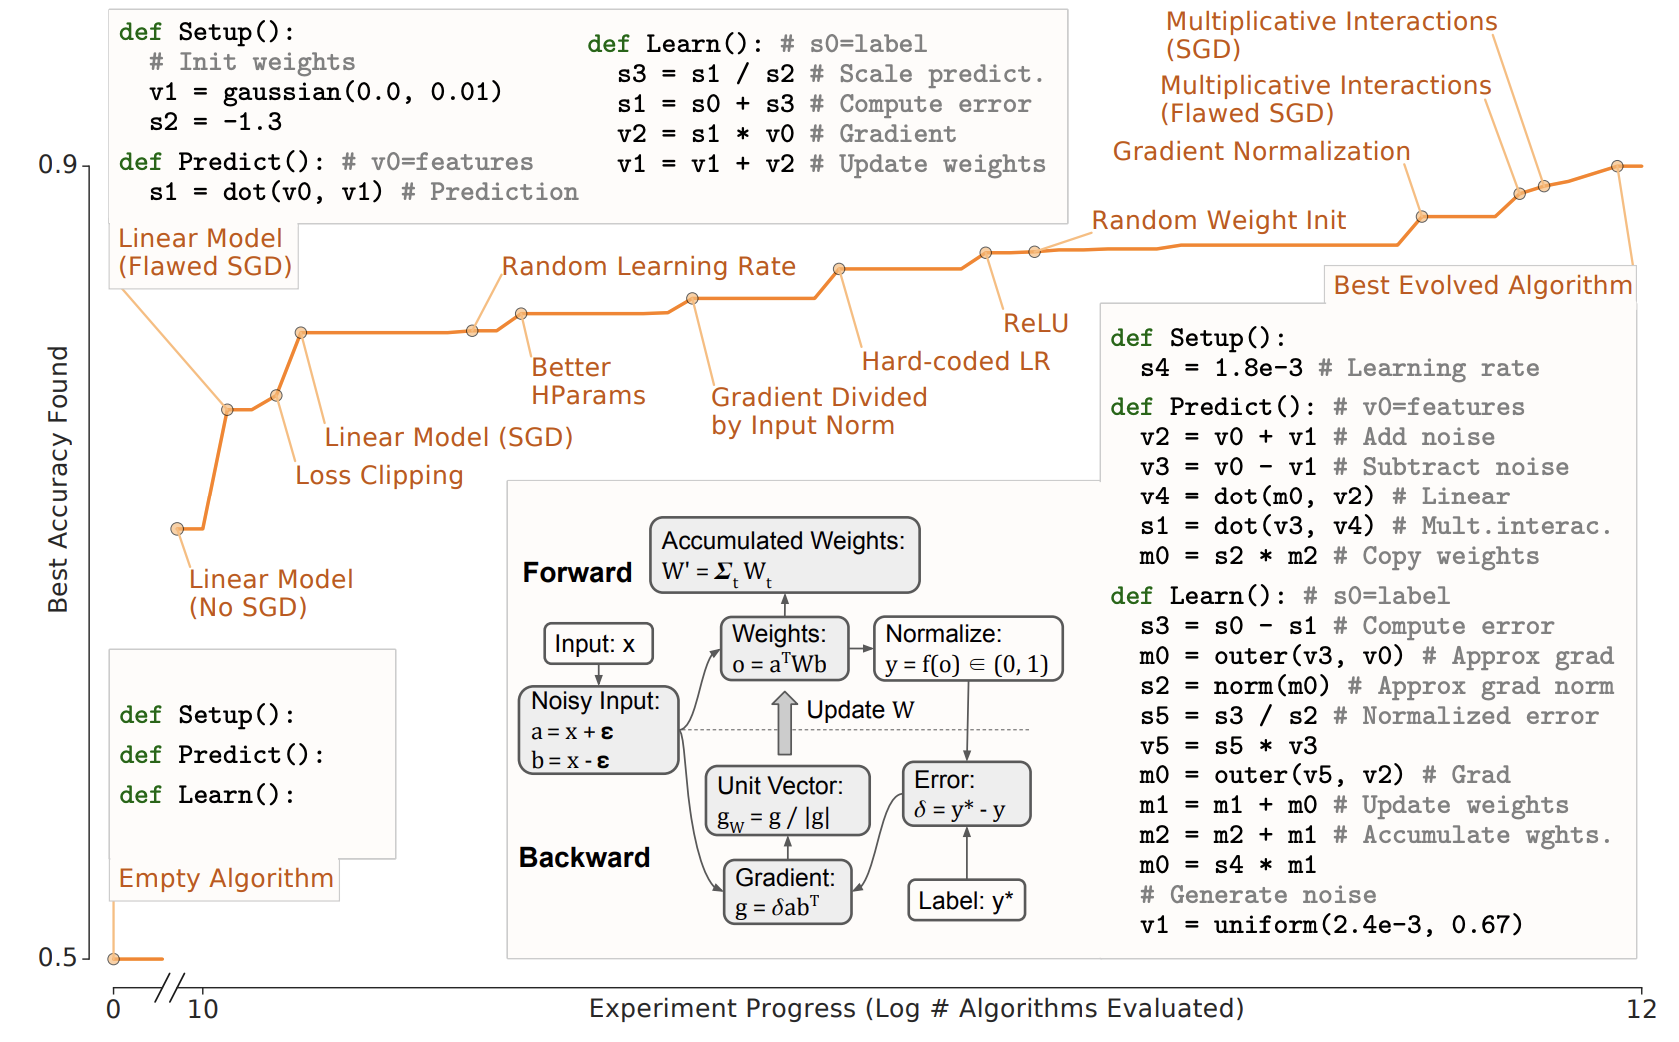 def Setup():
# Init weights
v1 = gaussian(0.0, 0.01)
s2 = -1.3
def Predict(): # v0=features
s1 = dot(v0, v1) # Prediction
def Learn(): # s0=label
s3 = s1 / s2 # Scale predict.
s1 = s0 + s3 # Compute error
v2 = s1 * v0 # Gradient
v1 = v1 + v2 # Update weights
Linear Model
(Flawed SGD)
Multiplicative Interactions
(SGD)
Multiplicative Interactions
(Flawed SGD)
Gradient Normalization
Random Weight Init
Random Learning Rate
ReLU
Hard-coded LR
Better
HParams
Gradient Divided
by Input Norm
Linear Model (SGD)
Loss Clipping
Linear Model
(No SGD)
0.9
Best Accuracy Found
0.5
def Setup():
def Predict():
def Learn():
Empty Algorithm
Forward
Accumulated Weights:
W' = Σt Wt
Input: x
Weights:
o = aᵀWb
Normalize:
y = f(o) ∈ (0, 1)
Noisy Input:
a = x + ε
b = x - ε
Update W
Unit Vector:
gW = g / |g|
Error:
δ = y* - y
Backward
Gradient:
g = δabᵀ
Label: y*
Best Evolved Algorithm
def Setup():
s4 = 1.8e-3 # Learning rate
def Predict(): # v0=features
v2 = v0 + v1 # Add noise
v3 = v0 - v1 # Subtract noise
v4 = dot(m0, v2) # Linear
s1 = dot(v3, v4) # Mult.interac.
m0 = s2 * m2 # Copy weights
def Learn(): # s0=label
s3 = s0 - s1 # Compute error
m0 = outer(v3, v0) # Approx grad
s2 = norm(m0) # Approx grad norm
s5 = s3 / s2 # Normalized error
v5 = s5 * v3
m0 = outer(v5, v2) # Grad
m1 = m1 + m0 # Update weights
m2 = m2 + m1 # Accumulate wghts.
m0 = s4 * m1
# Generate noise
v1 = uniform(2.4e-3, 0.67)
0
10
Experiment Progress (Log # Algorithms Evaluated)
12